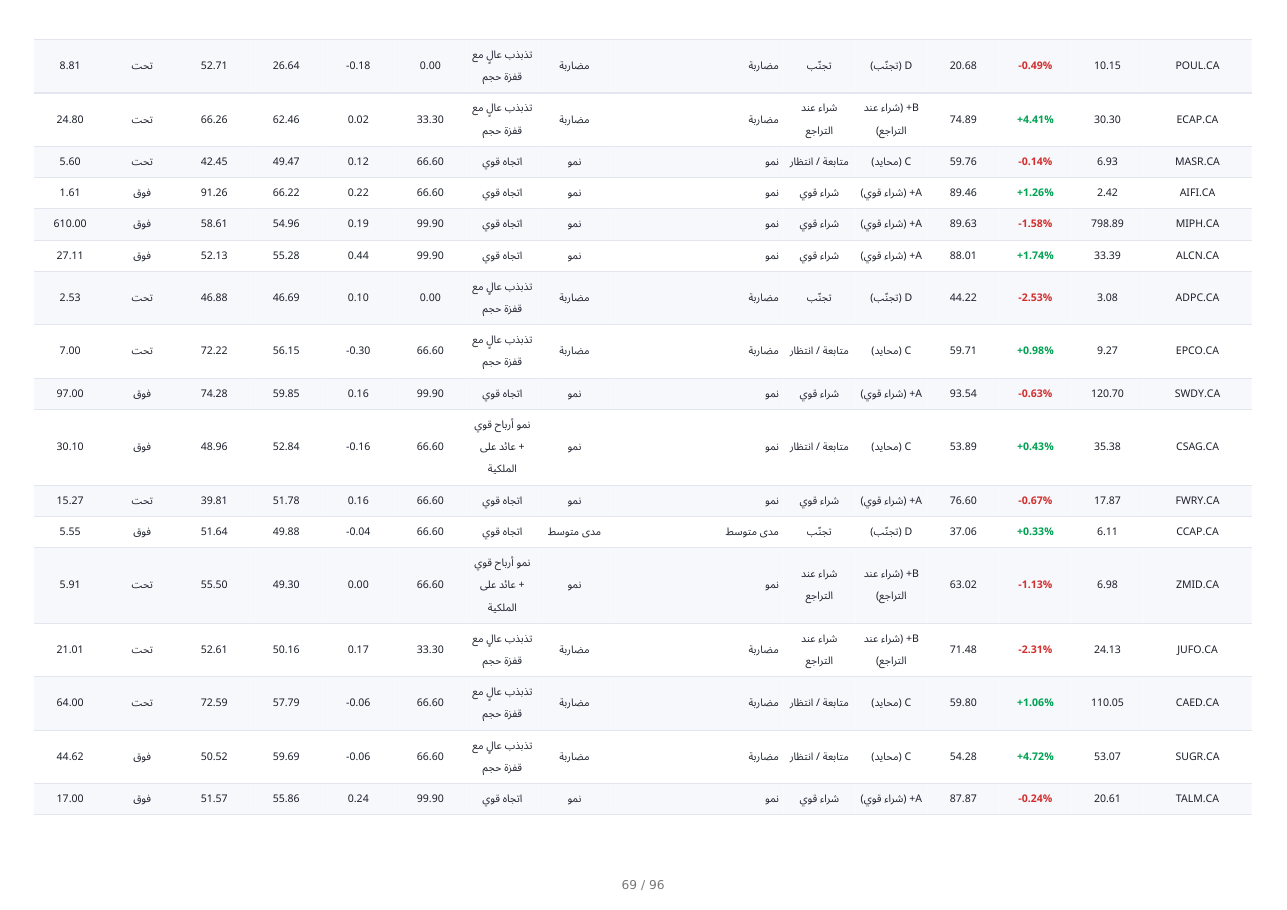 POUL.CA 10.15 -0.49% 20.68 D (تجنّب) تجنّب مضاربة مضاربة تذبذب عالٍ مع قفزة حجم 0.00 -0.18 26.64 52.71 تحت 8.81
ECAP.CA 30.30 +4.41% 74.89 B+ (شراء عند التراجع) شراء عند التراجع مضاربة مضاربة تذبذب عالٍ مع قفزة حجم 33.30 0.02 62.46 66.26 تحت 24.80
MASR.CA 6.93 -0.14% 59.76 C (محايد) متابعة / انتظار نمو نمو اتجاه قوي 66.60 0.12 49.47 42.45 تحت 5.60
AIFI.CA 2.42 +1.26% 89.46 A+ (شراء قوي) شراء قوي نمو نمو اتجاه قوي 66.60 0.22 66.22 91.26 فوق 1.61
MIPH.CA 798.89 -1.58% 89.63 A+ (شراء قوي) شراء قوي نمو نمو اتجاه قوي 99.90 0.19 54.96 58.61 فوق 610.00
ALCN.CA 33.39 +1.74% 88.01 A+ (شراء قوي) شراء قوي نمو نمو اتجاه قوي 99.90 0.44 55.28 52.13 فوق 27.11
ADPC.CA 3.08 -2.53% 44.22 D (تجنّب) تجنّب مضاربة مضاربة تذبذب عالٍ مع قفزة حجم 0.00 0.10 46.69 46.88 تحت 2.53
EPCO.CA 9.27 +0.98% 59.71 C (محايد) متابعة / انتظار مضاربة مضاربة تذبذب عالٍ مع قفزة حجم 66.60 -0.30 56.15 72.22 تحت 7.00
SWDY.CA 120.70 -0.63% 93.54 A+ (شراء قوي) شراء قوي نمو نمو اتجاه قوي 99.90 0.16 59.85 74.28 فوق 97.00
CSAG.CA 35.38 +0.43% 53.89 C (محايد) متابعة / انتظار نمو نمو نمو أرباح قوي + عائد على الملكية 66.60 -0.16 52.84 48.96 فوق 30.10
FWRY.CA 17.87 -0.67% 76.60 A+ (شراء قوي) شراء قوي نمو نمو اتجاه قوي 66.60 0.16 51.78 39.81 تحت 15.27
CCAP.CA 6.11 +0.33% 37.06 D (تجنّب) تجنّب مدى متوسط مدى متوسط اتجاه قوي 66.60 -0.04 49.88 51.64 فوق 5.55
ZMID.CA 6.98 -1.13% 63.02 B+ (شراء عند التراجع) شراء عند التراجع نمو نمو نمو أرباح قوي + عائد على الملكية 66.60 0.00 49.30 55.50 تحت 5.91
JUFO.CA 24.13 -2.31% 71.48 B+ (شراء عند التراجع) شراء عند التراجع مضاربة مضاربة تذبذب عالٍ مع قفزة حجم 33.30 0.17 50.16 52.61 تحت 21.01
CAED.CA 110.05 +1.06% 59.80 C (محايد) متابعة / انتظار مضاربة مضاربة تذبذب عالٍ مع قفزة حجم 66.60 -0.06 57.79 72.59 تحت 64.00
SUGR.CA 53.07 +4.72% 54.28 C (محايد) متابعة / انتظار مضاربة مضاربة تذبذب عالٍ مع قفزة حجم 66.60 -0.06 59.69 50.52 فوق 44.62
TALM.CA 20.61 -0.24% 87.87 A+ (شراء قوي) شراء قوي نمو نمو اتجاه قوي 99.90 0.24 55.86 51.57 فوق 17.00
69 / 96